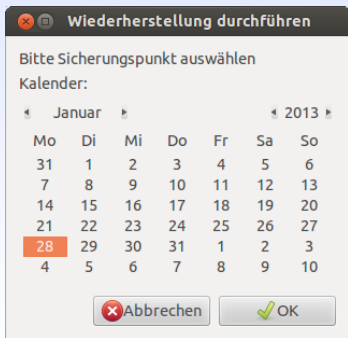 Wiederherstellung durchführen
Bitte Sicherungspunkt auswählen
Kalender:
Januar 2013
Mo Di Mi Do Fr Sa So
31 1 2 3 4 5 6
7 8 9 10 11 12 13
14 15 16 17 18 19 20
21 22 23 24 25 26 27
28 29 30 31 1 2 3
4 5 6 7 8 9 10
Abbrechen OK